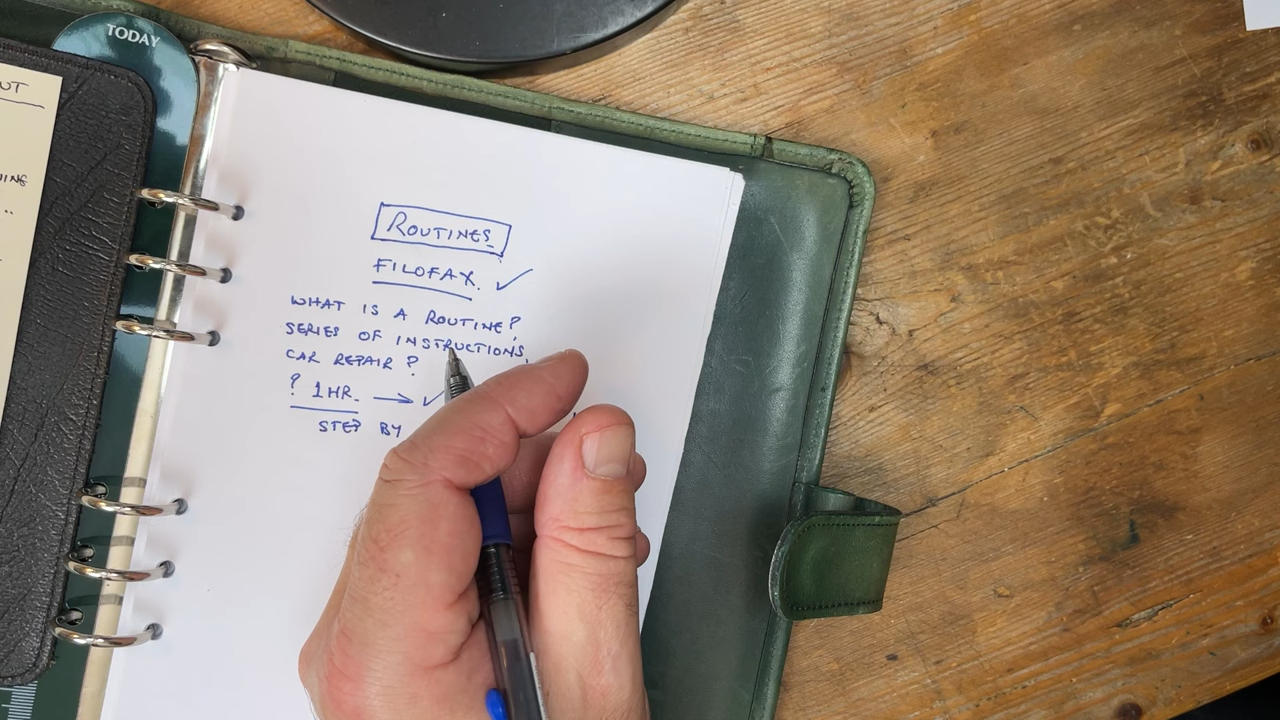 TODAY
ROUTINES
FILOFAX. ✓
WHAT IS A ROUTINE?
SERIES OF INSTRUCTIONS,
CAR REPAIR?
? 1HR. → ✓
STEP BY